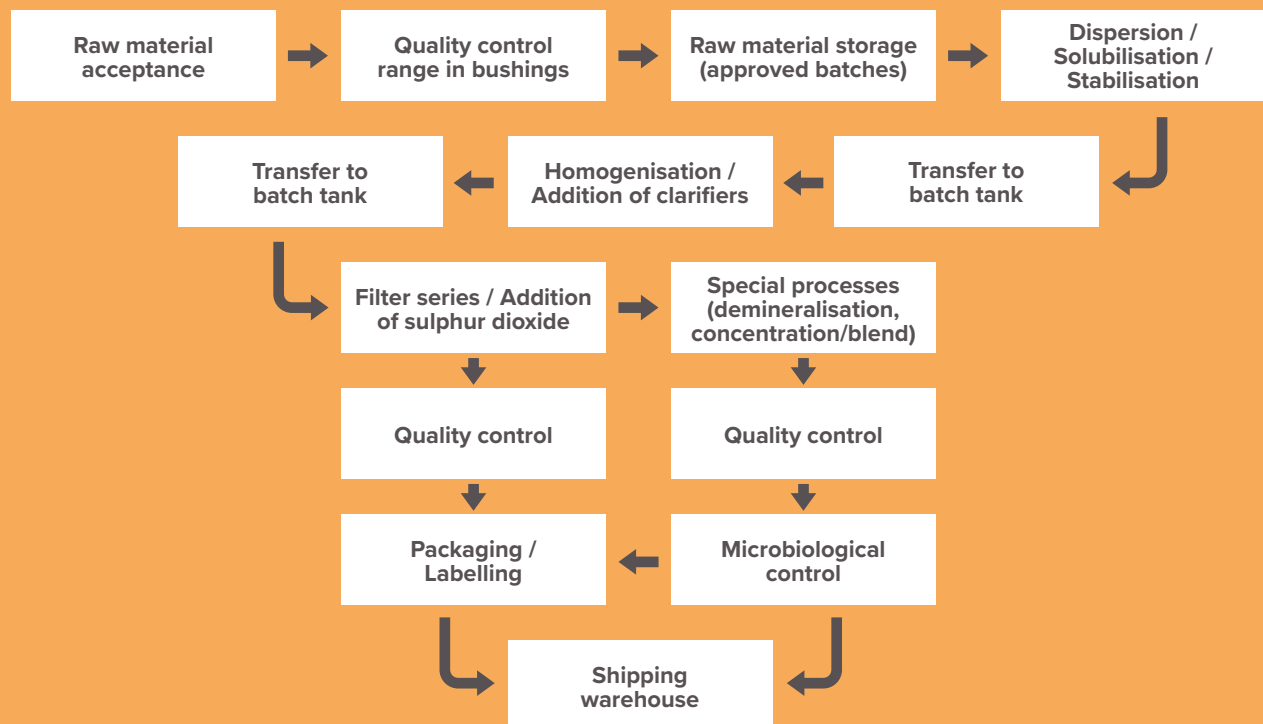 Raw material
acceptance
Quality control
range in bushings
Raw material storage
(approved batches)
Dispersion /
Solubilisation /
Stabilisation
Transfer to
batch tank
Homogenisation /
Addition of clarifiers
Transfer to
batch tank
Filter series / Addition
of sulphur dioxide
Special processes
(demineralisation,
concentration/blend)
Quality control
Quality control
Packaging /
Labelling
Microbiological
control
Shipping
warehouse